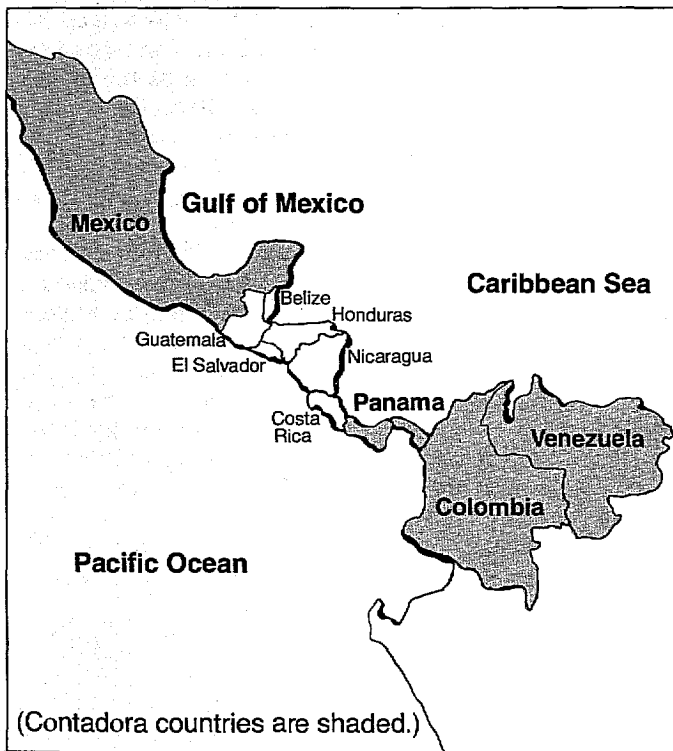 Gulf of Mexico
Mexico
Caribbean Sea
Belize
Honduras
Guatemala
El Salvador
Nicaragua
Panama
Costa
Rica
Venezuela
Colombia
Pacific Ocean
(Contadora countries are shaded.)